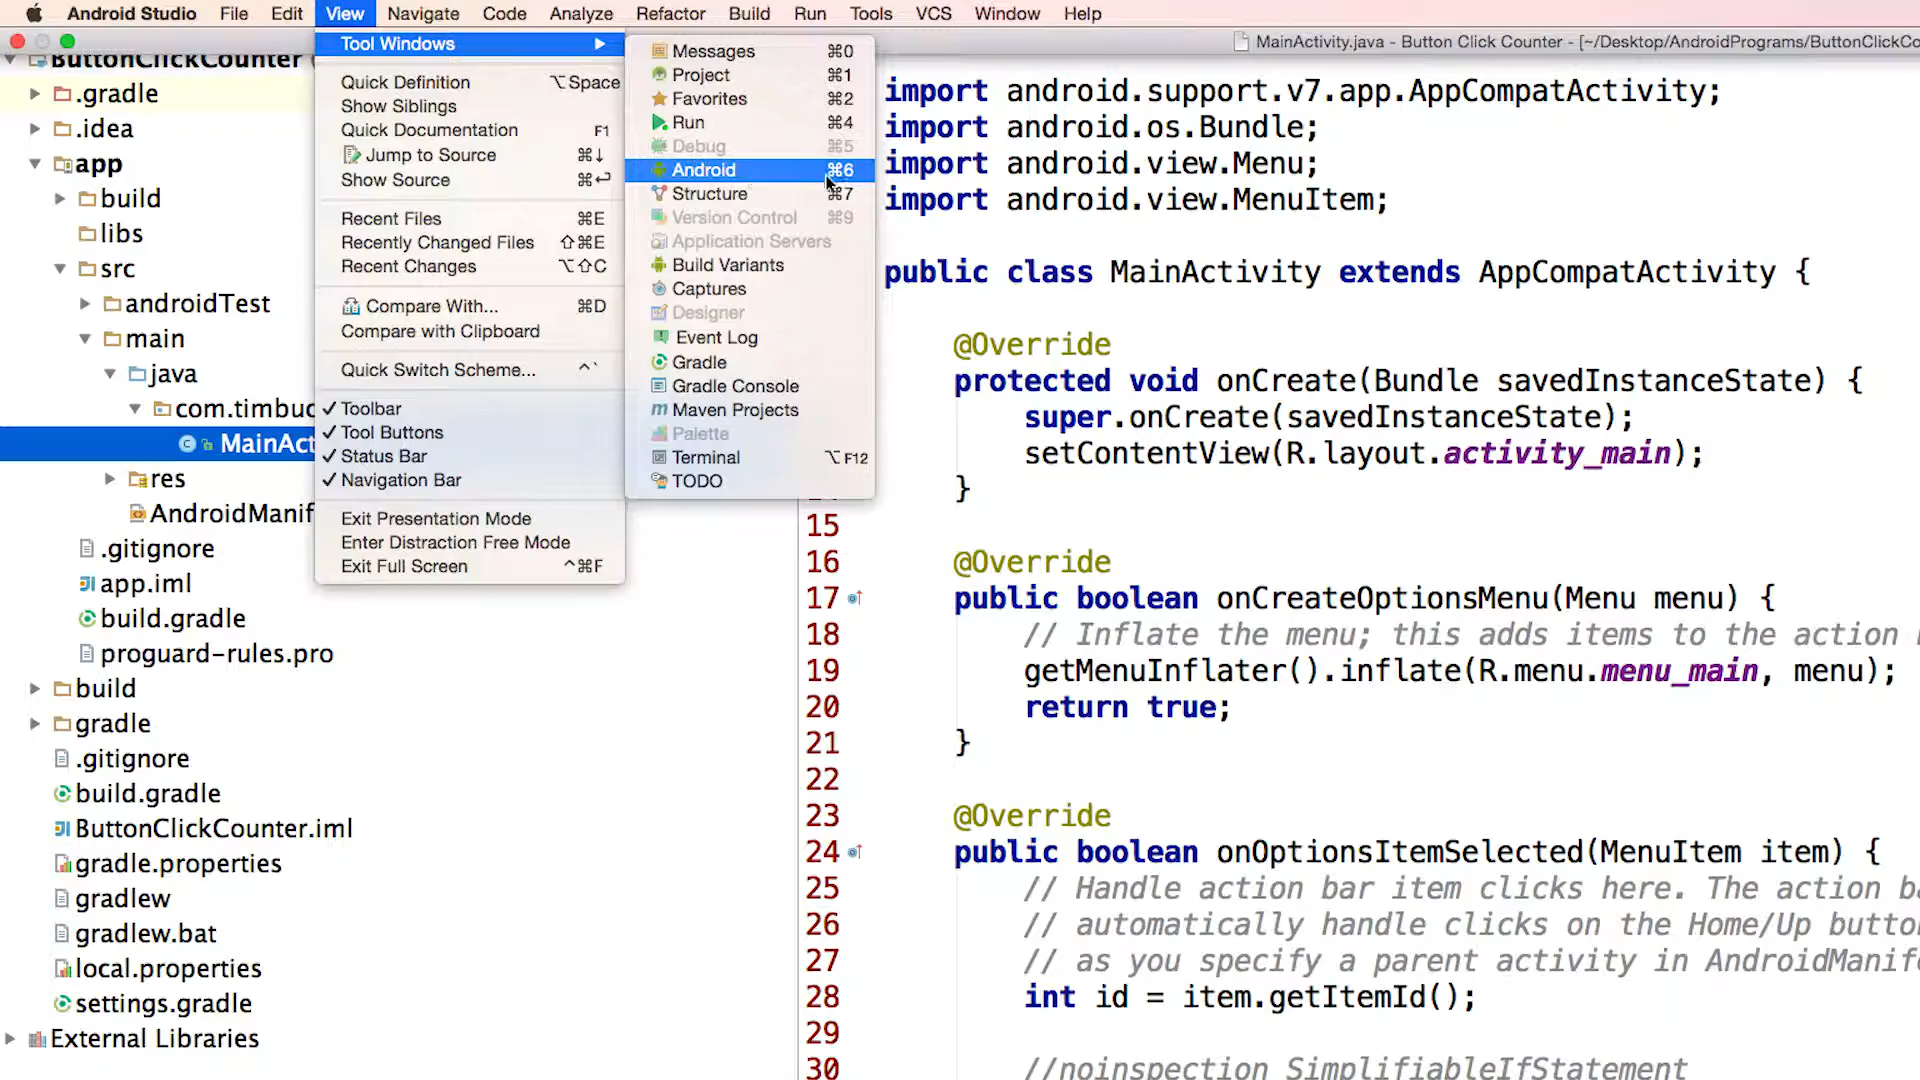 Android Studio File Edit View Navigate Code Analyze Refactor Build Run Tools VCS Window Help
MainActivity.java - Button Click Counter - [~/Desktop/AndroidPrograms/ButtonClickCo
ButtonClickCounter
.gradle
.idea
app
build
libs
src
androidTest
main
java
com.timbuc
MainAct
res
AndroidManif
.gitignore
app.iml
build.gradle
proguard-rules.pro
build
gradle
.gitignore
build.gradle
ButtonClickCounter.iml
gradle.properties
gradlew
gradlew.bat
local.properties
settings.gradle
External Libraries
Tool Windows
Quick Definition ⌥Space
Show Siblings
Quick Documentation F1
Jump to Source ⌘↓
Show Source ⌘↩
Recent Files ⌘E
Recently Changed Files ⇧⌘E
Recent Changes ⌥⇧C
Compare With... ⌘D
Compare with Clipboard
Quick Switch Scheme... ^`
✓ Toolbar
✓ Tool Buttons
✓ Status Bar
✓ Navigation Bar
Exit Presentation Mode
Enter Distraction Free Mode
Exit Full Screen ^⌘F
Messages ⌘0
Project ⌘1
Favorites ⌘2
Run ⌘4
Debug ⌘5
Android ⌘6
Structure ⌘7
Version Control ⌘9
Application Servers
Build Variants
Captures
Designer
Event Log
Gradle
Gradle Console
Maven Projects
Palette
Terminal ⌥F12
TODO
import android.support.v7.app.AppCompatActivity;
import android.os.Bundle;
import android.view.Menu;
import android.view.MenuItem;
public class MainActivity extends AppCompatActivity {
@Override
protected void onCreate(Bundle savedInstanceState) {
super.onCreate(savedInstanceState);
setContentView(R.layout.activity_main);
}
15
16 @Override
17 public boolean onCreateOptionsMenu(Menu menu) {
18 // Inflate the menu; this adds items to the action
19 getMenuInflater().inflate(R.menu.menu_main, menu);
20 return true;
21 }
22
23 @Override
24 public boolean onOptionsItemSelected(MenuItem item) {
25 // Handle action bar item clicks here. The action ba
26 // automatically handle clicks on the Home/Up butto
27 // as you specify a parent activity in AndroidManif
28 int id = item.getItemId();
29
30 //noinspection SimplifiableIfStatement